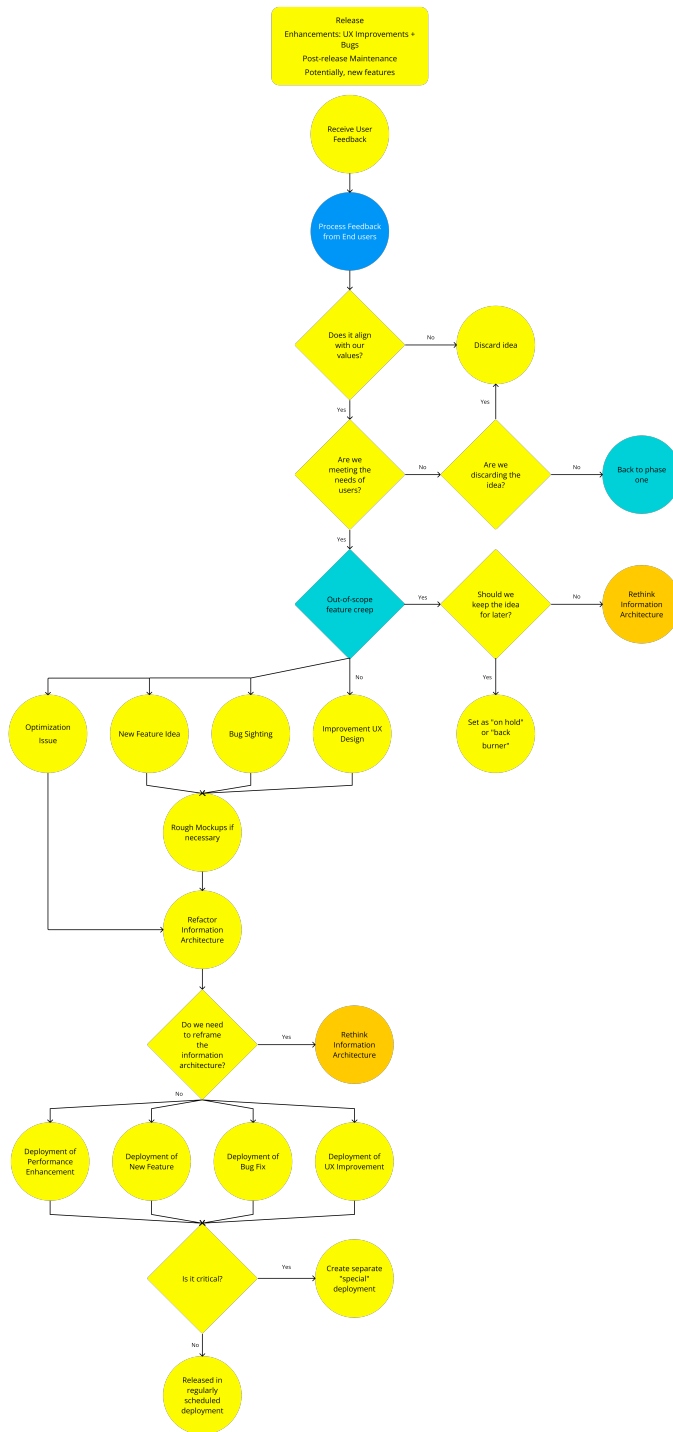 Release
Enhancements: UX Improvements +
Bugs
Post-release Maintenance
Potentially, new features
Receive User
Feedback
Process Feedback
from End users
Does it align
with our
values?
No
Discard idea
Yes
Yes
Are we
meeting the
needs of
users?
No
Are we
discarding the
idea?
No
Back to phase
one
Yes
Out-of-scope
feature creep
Yes
Should we
keep the idea
for later?
No
Rethink
Information
Architecture
No
Yes
Optimization
Issue
New Feature Idea
Bug Sighting
Improvement UX
Design
Set as "on hold"
or "back
burner"
Rough Mockups if
necessary
Refactor
Information
Architecture
Do we need
to reframe
the
information
architecture?
Yes
Rethink
Information
Architecture
No
Deployment of
Performance
Enhancement
Deployment of
New Feature
Deployment of
Bug Fix
Deployment of
UX Improvement
Is it critical?
Yes
Create separate
"special"
deployment
No
Released in
regularly
scheduled
deployment